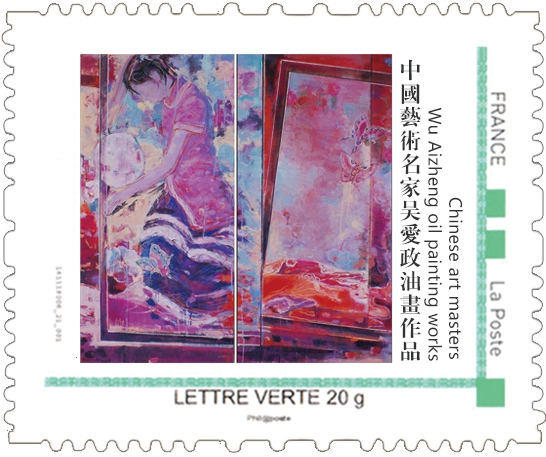 中國藝術名家吴愛政油畫作品
Chinese art masters
Wu Aizheng oil painting works
FRANCE
La Poste
LETTRE VERTE 20 g
Phil@poste